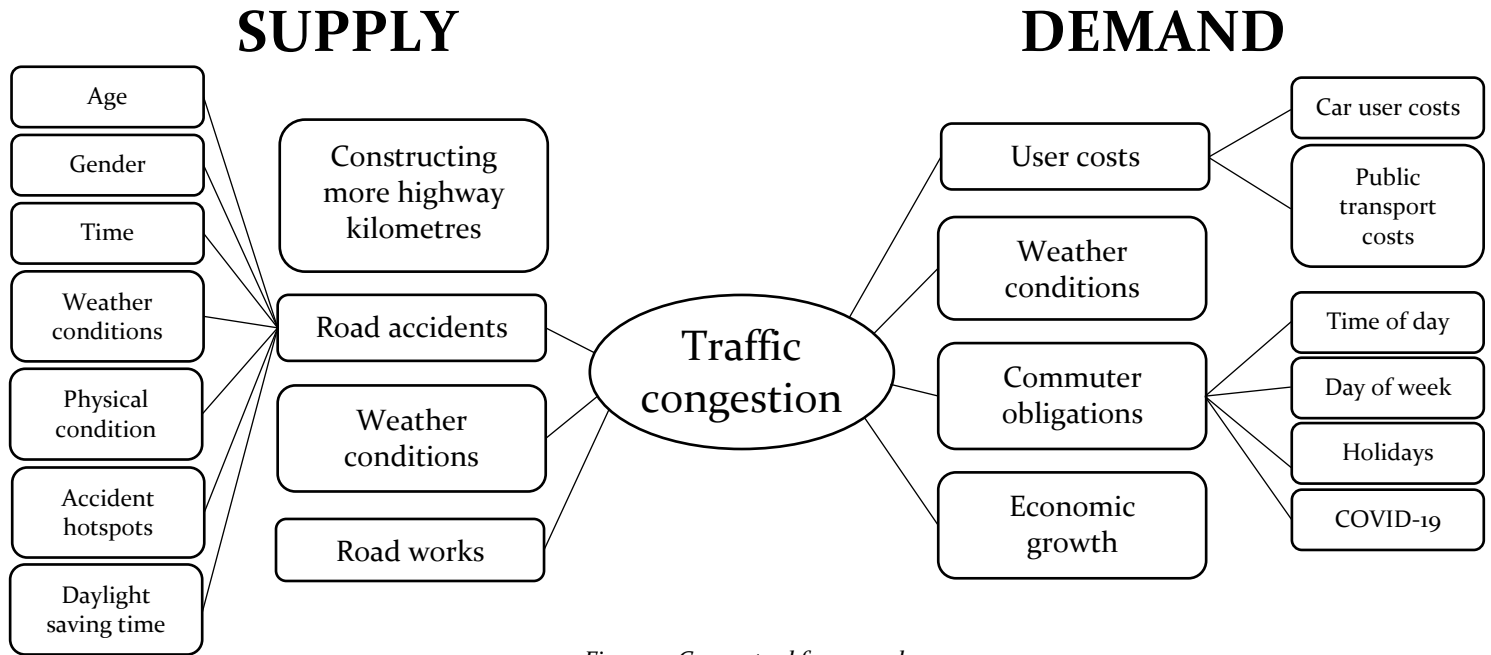 SUPPLY
Age
Gender
Time
Weather
conditions
Physical
condition
Accident
hotspots
Daylight
saving time
Constructing
more highway
kilometres
Road accidents
Weather
conditions
Road works
Traffic
congestion
DEMAND
User costs
Weather
conditions
Commuter
obligations
Economic
growth
Car user costs
Public
transport
costs
Time of day
Day of week
Holidays
COVID-19